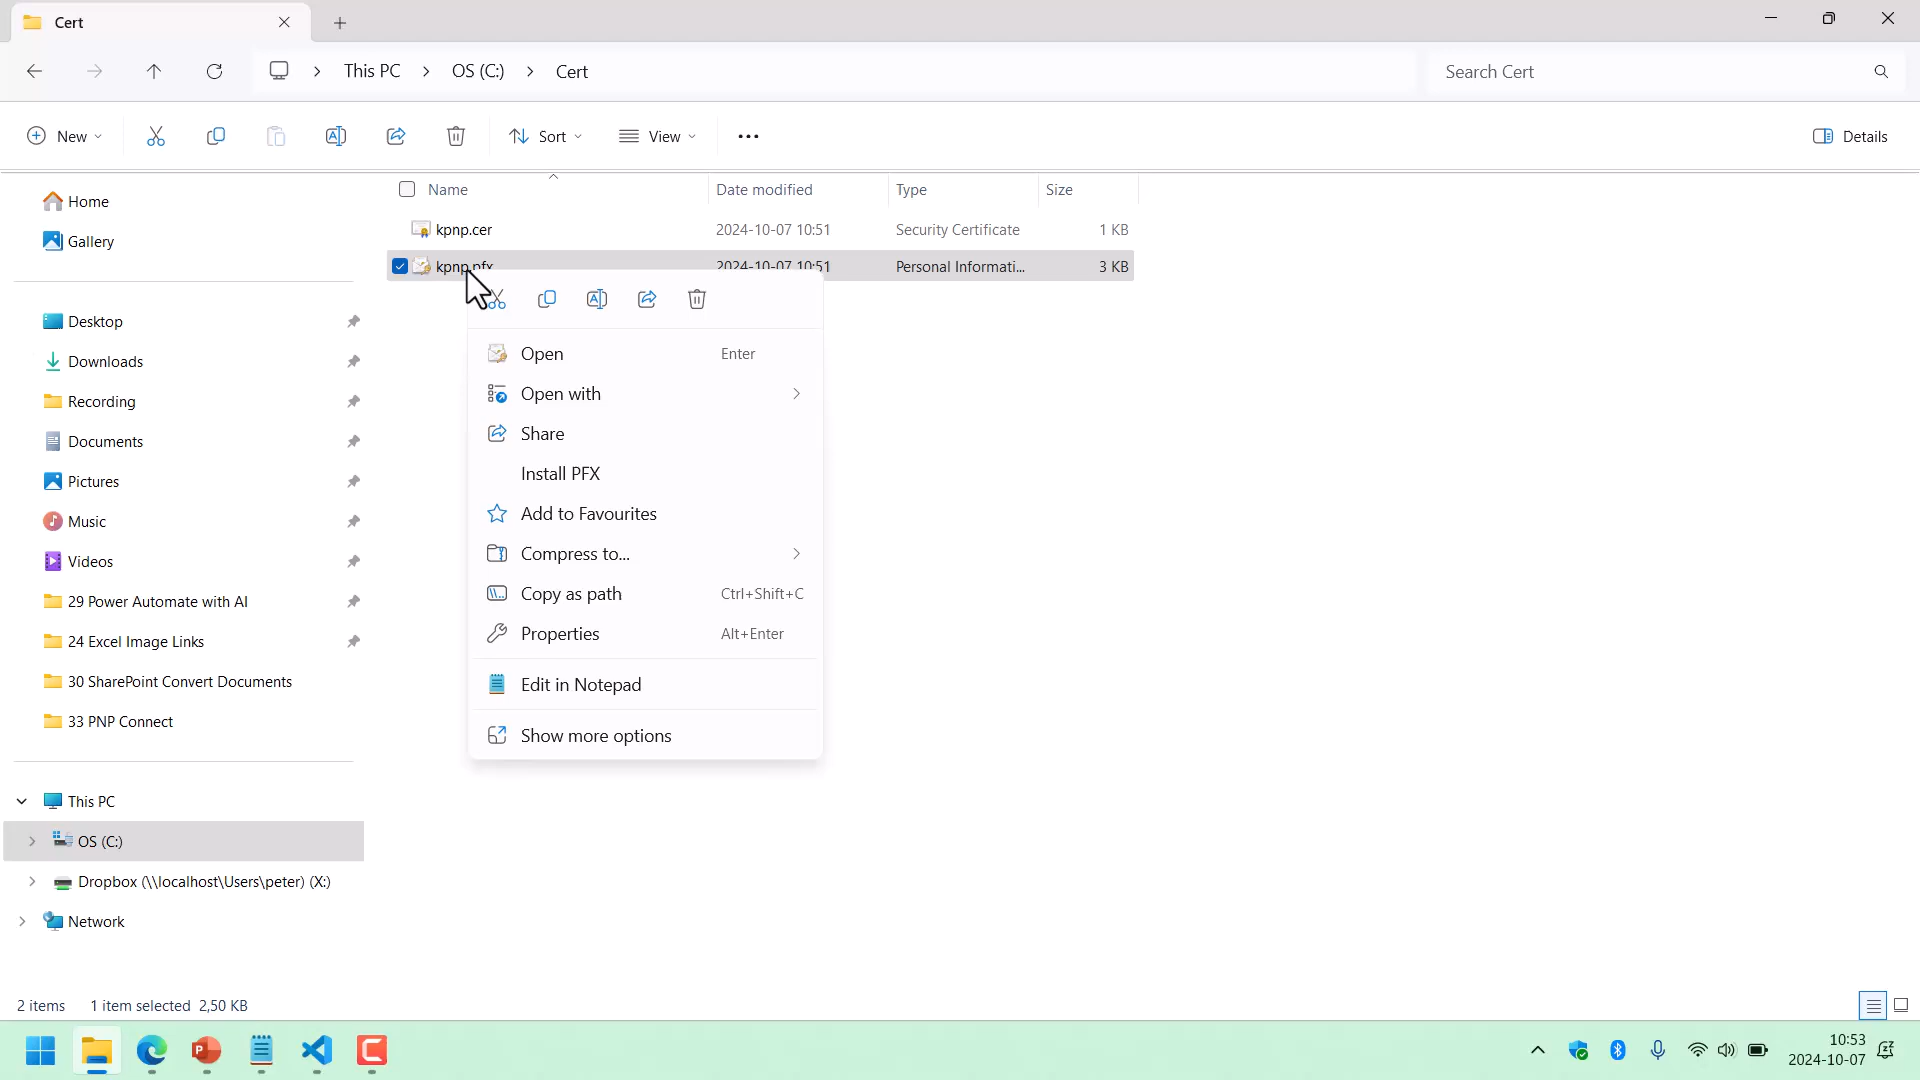 Cert
This PC
OS (C:)
Cert
Search Cert
New
Sort
View
Details
Home
Gallery
Desktop
Downloads
Recording
Documents
Pictures
Music
Videos
29 Power Automate with AI
24 Excel Image Links
30 SharePoint Convert Documents
33 PNP Connect
This PC
OS (C:)
Dropbox (\\localhost\Users\peter) (X:)
Network
Name Date modified Type Size
kpnp.cer 2024-10-07 10:51 Security Certificate 1 KB
kpnp.pfx 2024-10-07 10:51 Personal Informati... 3 KB
Open Enter
Open with
Share
Install PFX
Add to Favourites
Compress to...
Copy as path Ctrl+Shift+C
Properties Alt+Enter
Edit in Notepad
Show more options
2 items 1 item selected 2,50 KB
10:53
2024-10-07